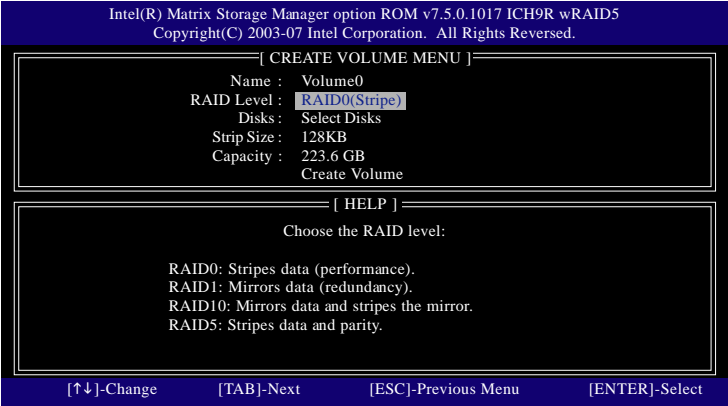 Intel(R) Matrix Storage Manager option ROM v7.5.0.1017 ICH9R wRAID5
Copyright(C) 2003-07 Intel Corporation.  All Rights Reversed.
[ CREATE VOLUME MENU ]
Name :   Volume0
RAID Level :   RAID0(Stripe)
Disks :   Select Disks
Strip Size :   128KB
Capacity :   223.6 GB
Create Volume
[ HELP ]
Choose the RAID level:
RAID0: Stripes data (performance).
RAID1: Mirrors data (redundancy).
RAID10: Mirrors data and stripes the mirror.
RAID5: Stripes data and parity.
[↑↓]-Change   [TAB]-Next   [ESC]-Previous Menu   [ENTER]-Select